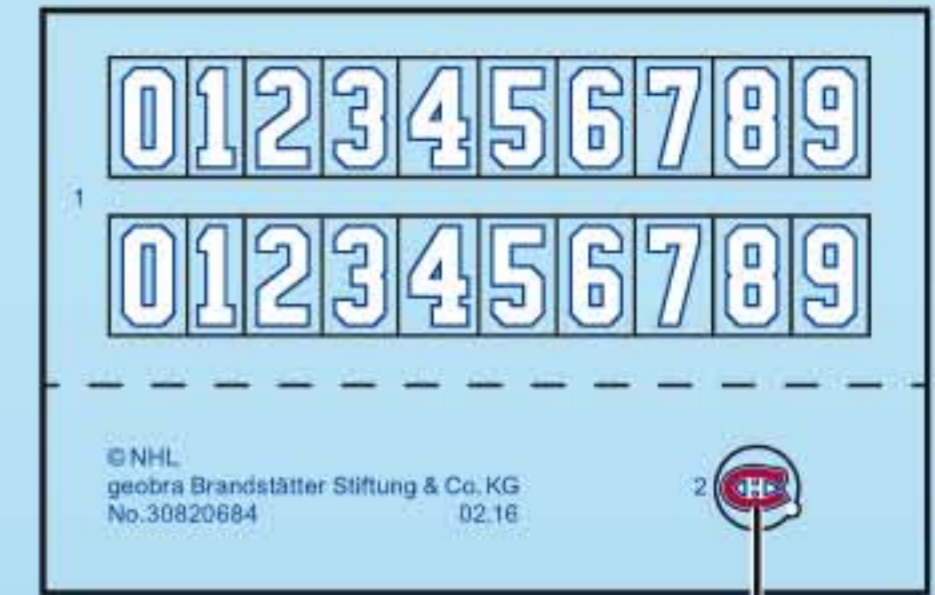 0123456789
1
0123456789
© NHL
geobra Brandstätter Stiftung & Co. KG
No.30820684 02.16
2
CH